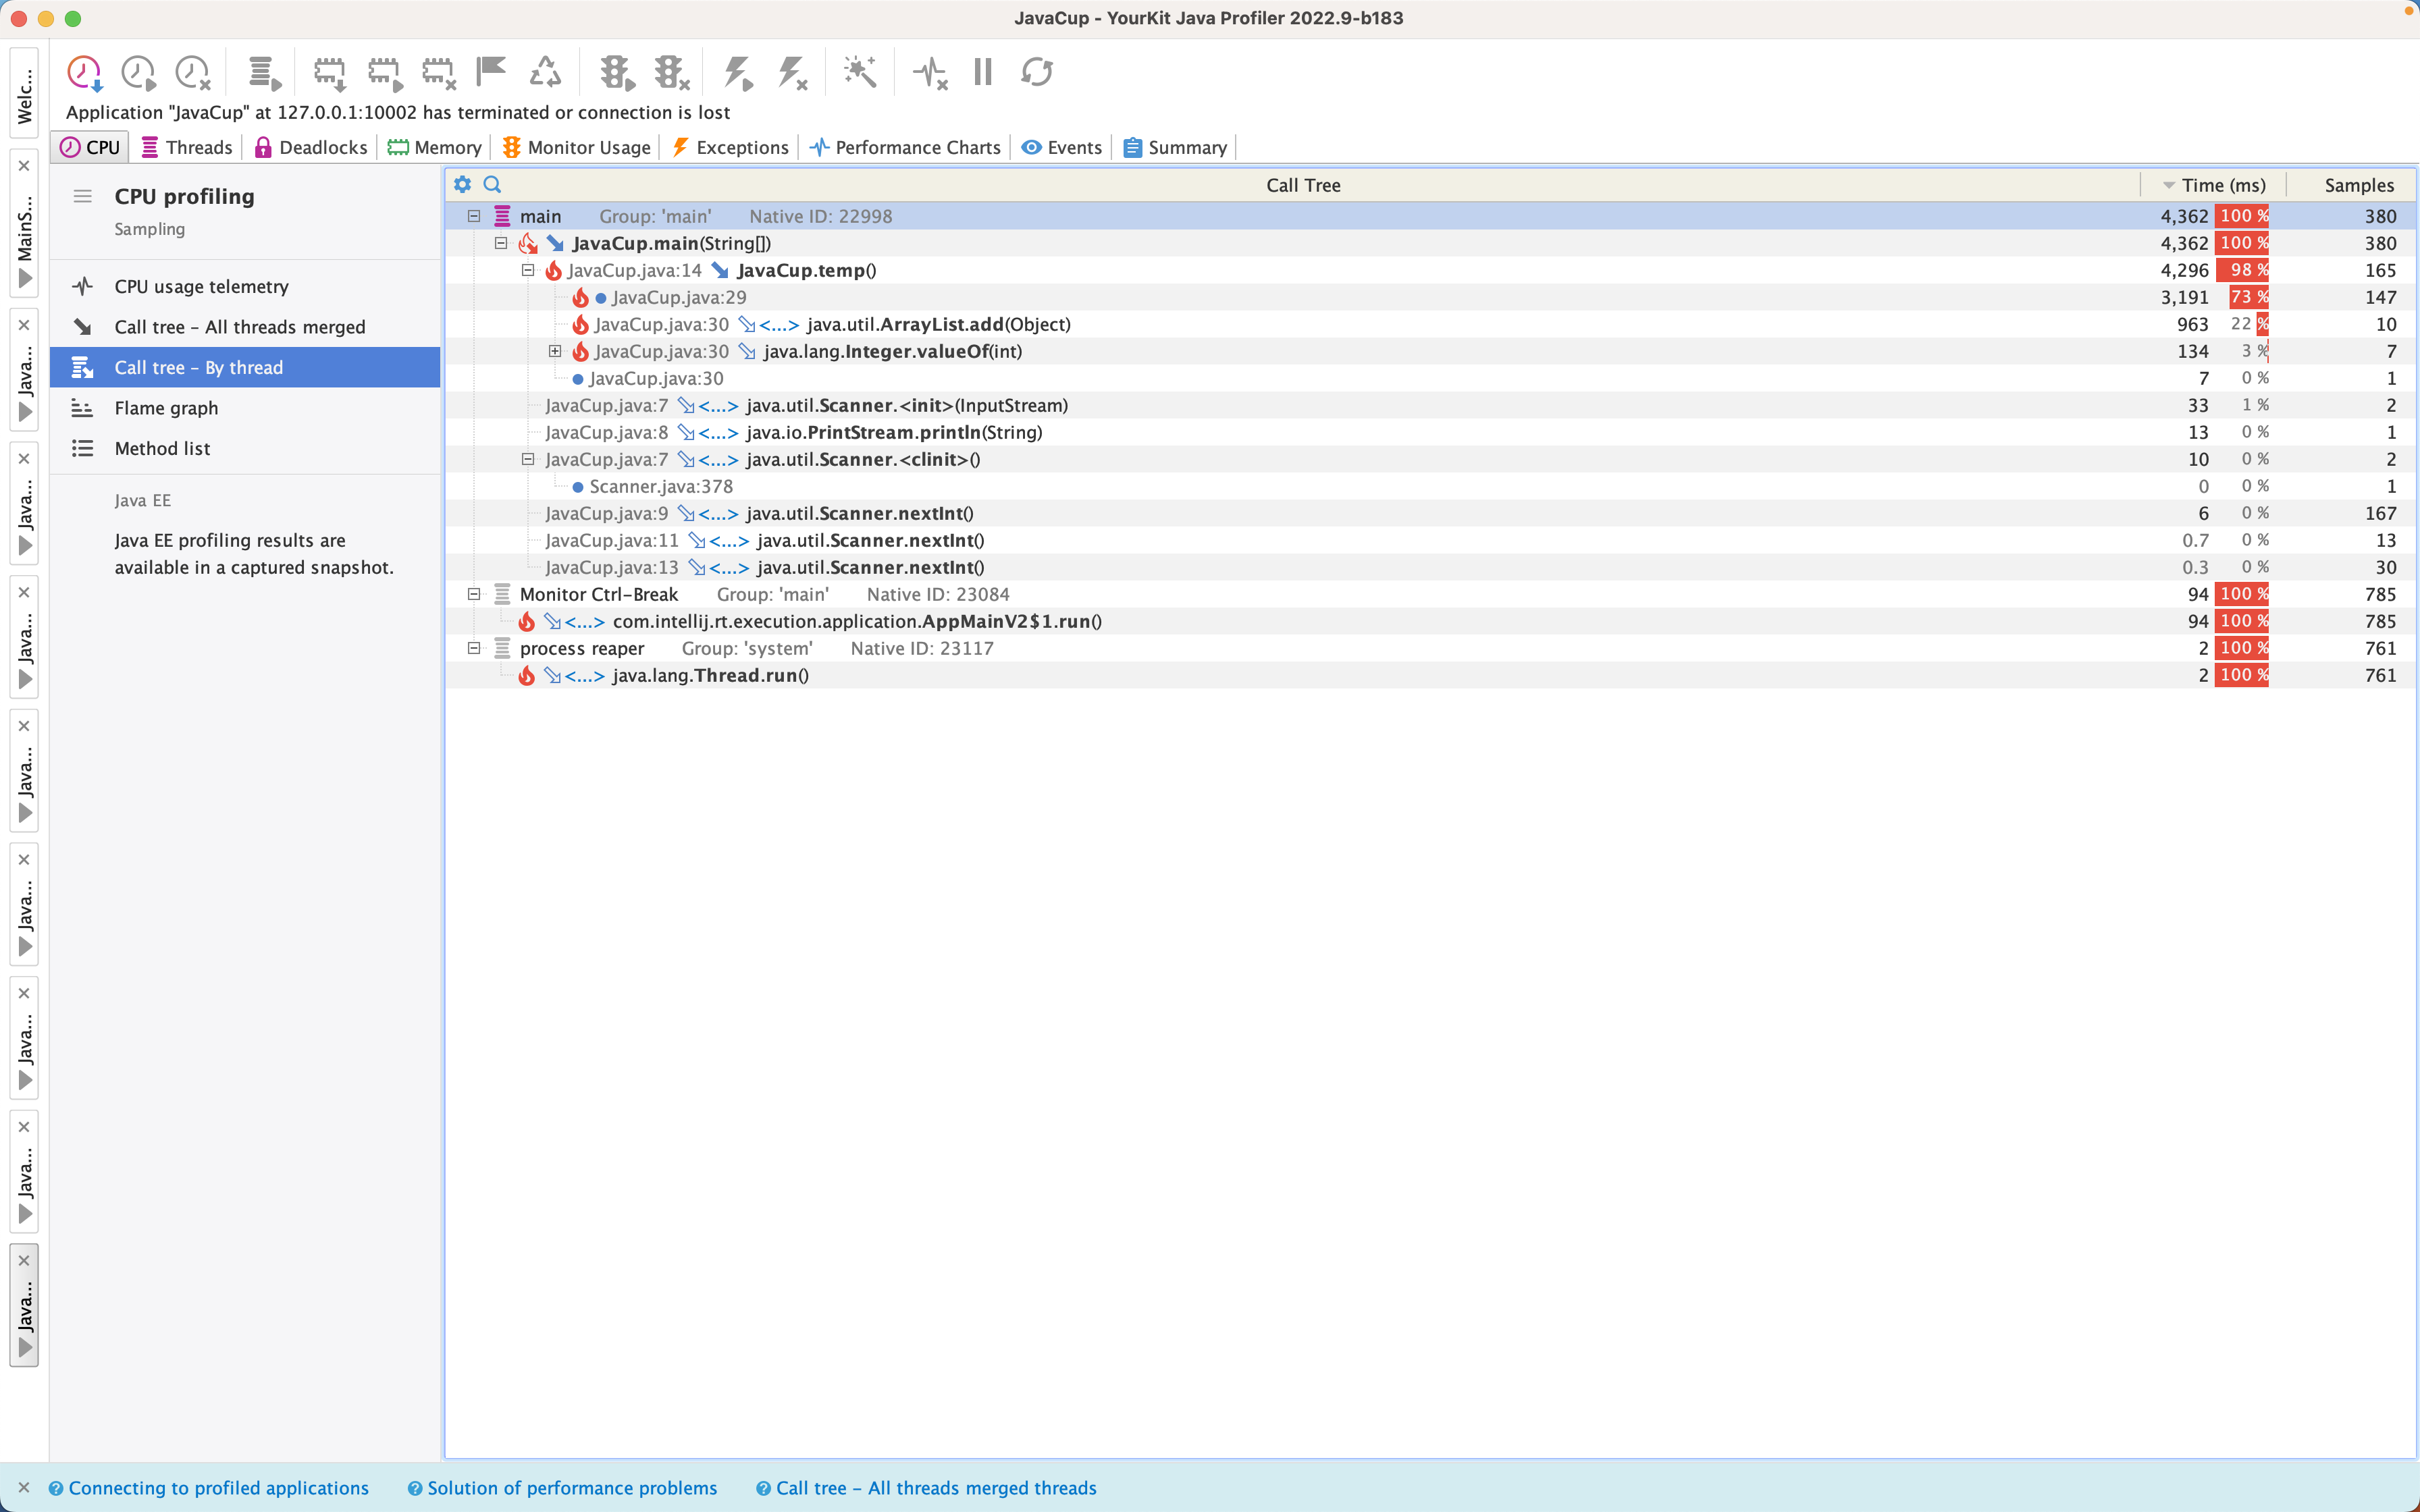 JavaCup - YourKit Java Profiler 2022.9-b183
Application "JavaCup" at 127.0.0.1:10002 has terminated or connection is lost
CPU Threads Deadlocks Memory Monitor Usage Exceptions Performance Charts Events Summary
Welc...
MainS...
Java...
Java...
Java...
Java...
Java...
Java...
Java...
Java...
CPU profiling
Sampling
CPU usage telemetry
Call tree – All threads merged
Call tree – By thread
Flame graph
Method list
Java EE
Java EE profiling results are
available in a captured snapshot.
Call Tree Time (ms) Samples
main Group: 'main' Native ID: 22998 4,362 100 % 380
JavaCup.main(String[]) 4,362 100 % 380
JavaCup.java:14 JavaCup.temp() 4,296 98 % 165
JavaCup.java:29 3,191 73 % 147
JavaCup.java:30 <...> java.util.ArrayList.add(Object) 963 22 % 10
JavaCup.java:30 java.lang.Integer.valueOf(int) 134 3 % 7
JavaCup.java:30 7 0 % 1
JavaCup.java:7 <...> java.util.Scanner.<init>(InputStream) 33 1 % 2
JavaCup.java:8 <...> java.io.PrintStream.println(String) 13 0 % 1
JavaCup.java:7 <...> java.util.Scanner.<clinit>() 10 0 % 2
Scanner.java:378 0 0 % 1
JavaCup.java:9 <...> java.util.Scanner.nextInt() 6 0 % 167
JavaCup.java:11 <...> java.util.Scanner.nextInt() 0.7 0 % 13
JavaCup.java:13 <...> java.util.Scanner.nextInt() 0.3 0 % 30
Monitor Ctrl-Break Group: 'main' Native ID: 23084 94 100 % 785
<...> com.intellij.rt.execution.application.AppMainV2$1.run() 94 100 % 785
process reaper Group: 'system' Native ID: 23117 2 100 % 761
<...> java.lang.Thread.run() 2 100 % 761
Connecting to profiled applications Solution of performance problems Call tree – All threads merged threads